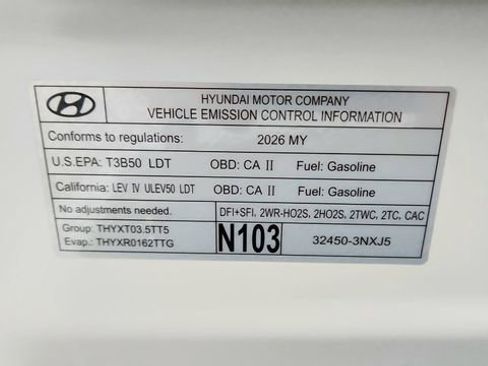 HYUNDAI MOTOR COMPANY
VEHICLE EMISSION CONTROL INFORMATION
Conforms to regulations: 2026 MY
U.S.EPA: T3B50 LDT OBD: CA II Fuel: Gasoline
California: LEV IV ULEV50 LDT OBD: CA II Fuel: Gasoline
No adjustments needed. DFI+SFI, 2WR-HO2S, 2HO2S, 2TWC, 2TC, CAC
Group: THYXT03.5TT5
Evap.: THYXR0162TTG
N103 32450-3NXJ5